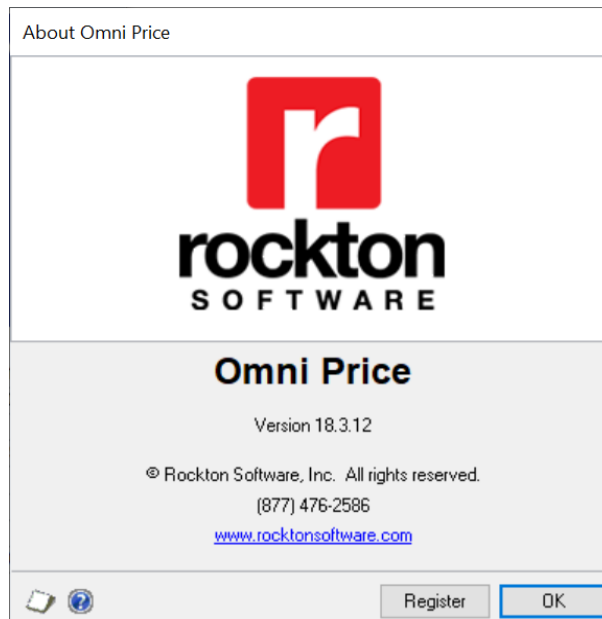 About Omni Price
r
rockton
SOFTWARE
Omni Price
Version 18.3.12
© Rockton Software, Inc. All rights reserved.
(877) 476-2586
www.rocktonsoftware.com
Register
OK